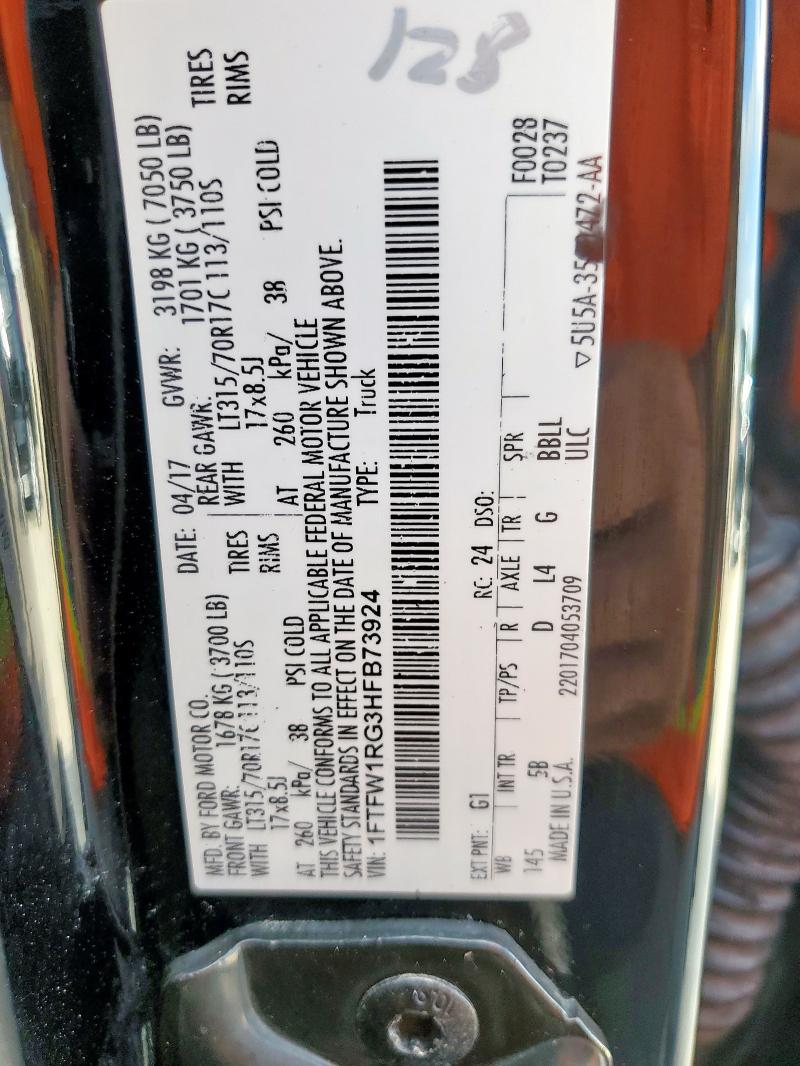 128
MFD. BY FORD MOTOR CO.
DATE: 04/17 GVWR: 3198 KG ( 7050 LB)
FRONT GAWR: 1678 KG ( 3700 LB) REAR GAWR: 1701 KG ( 3750 LB)
WITH LT315/70R17C 113/110S TIRES WITH LT315/70R17C 113/110S TIRES
17x8.5J RIMS 17x8.5J RIMS
AT 260 kPa/ 38 PSI COLD AT 260 kPa/ 38 PSI COLD
THIS VEHICLE CONFORMS TO ALL APPLICABLE FEDERAL MOTOR VEHICLE
SAFETY STANDARDS IN EFFECT ON THE DATE OF MANUFACTURE SHOWN ABOVE.
VIN: 1FTFW1RG3HFB73924 TYPE: Truck
F0028
T0237
EXT PNT: G1 RC: 24 DSO:
WB INT TR TP/PS R AXLE TR SPR
145 5B D L4 G BBLL
ULC
MADE IN U.S.A. 2201704053709
10.9